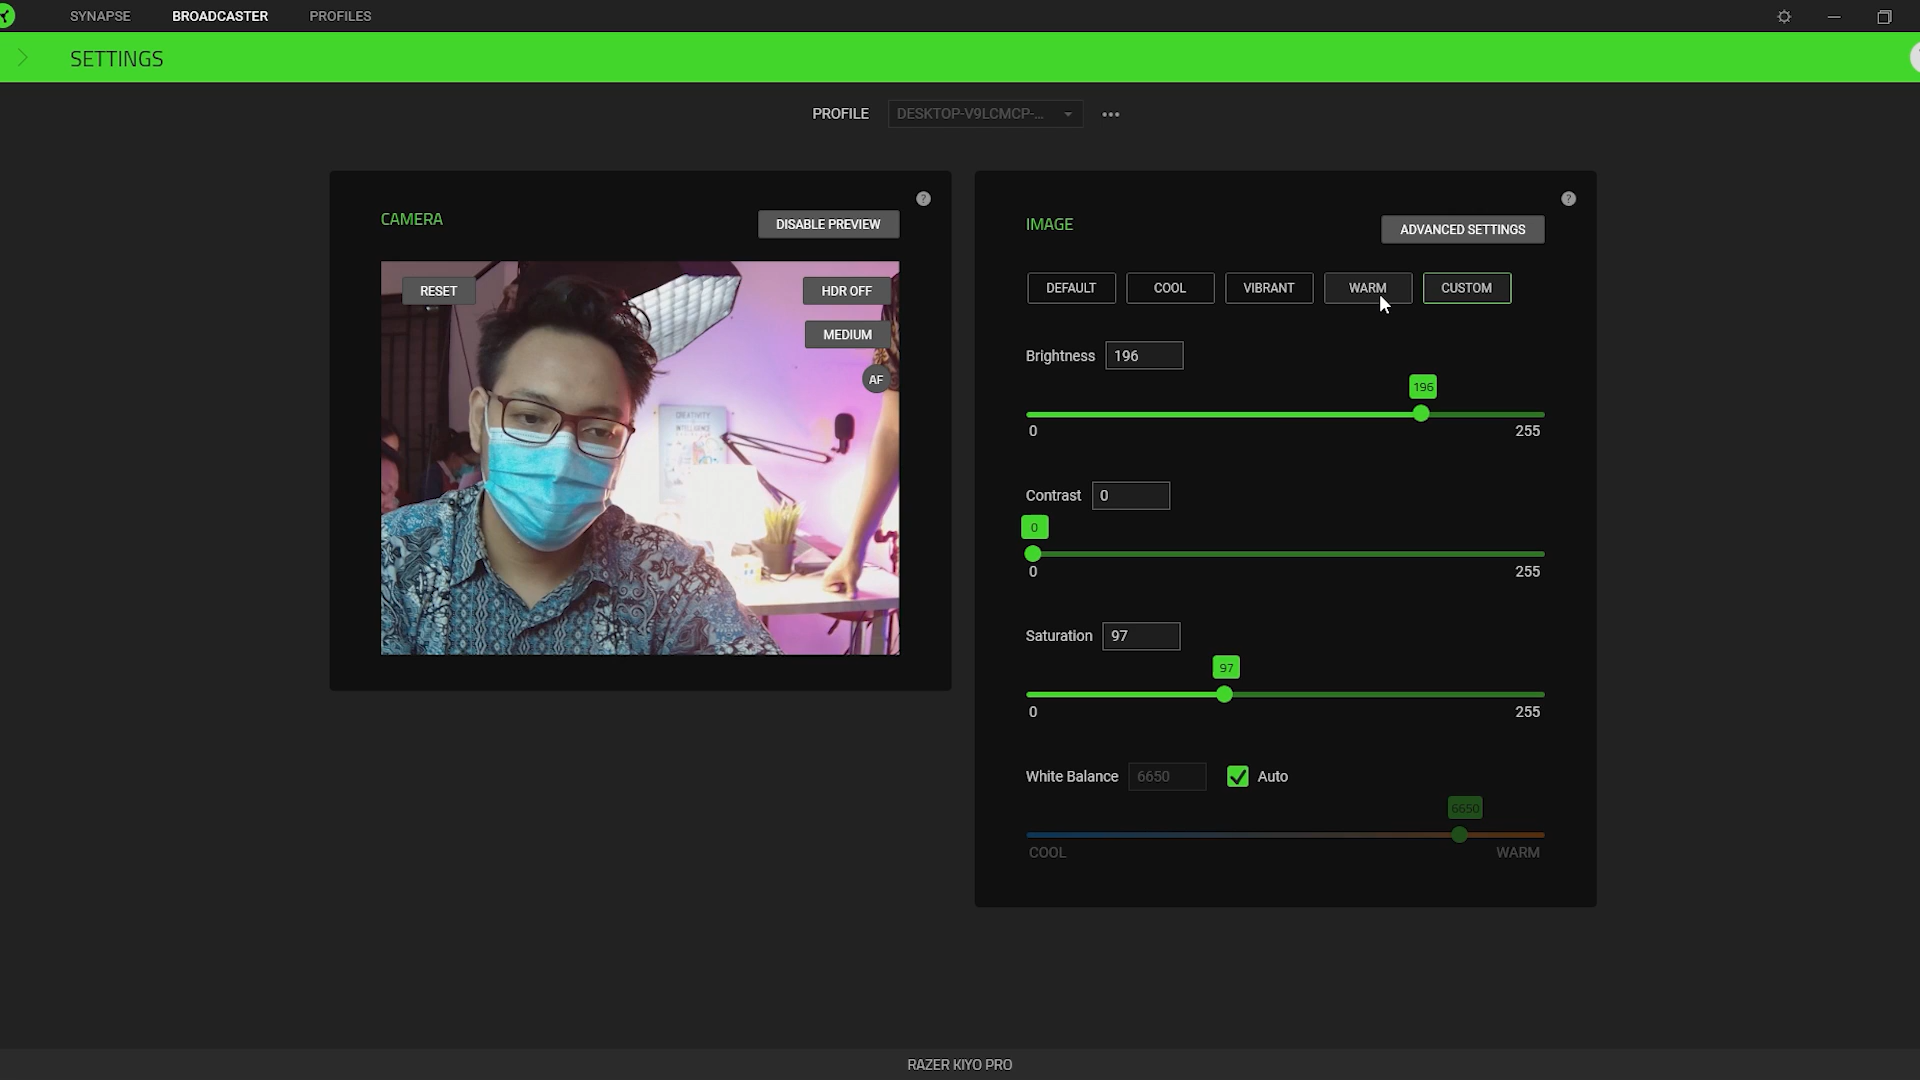 SYNAPSE BROADCASTER PROFILES
SETTINGS
PROFILE DESKTOP-V9LCMCP-... •••
CAMERA
DISABLE PREVIEW
?
RESET
HDR OFF
MEDIUM
AF
CREATIVITY
INTELLIGENCE
IMAGE
ADVANCED SETTINGS
?
DEFAULT COOL VIBRANT WARM CUSTOM
Brightness 196
196
0 255
Contrast 0
0
0 255
Saturation 97
97
0 255
White Balance 6650 Auto
6650
COOL WARM
RAZER KIYO PRO